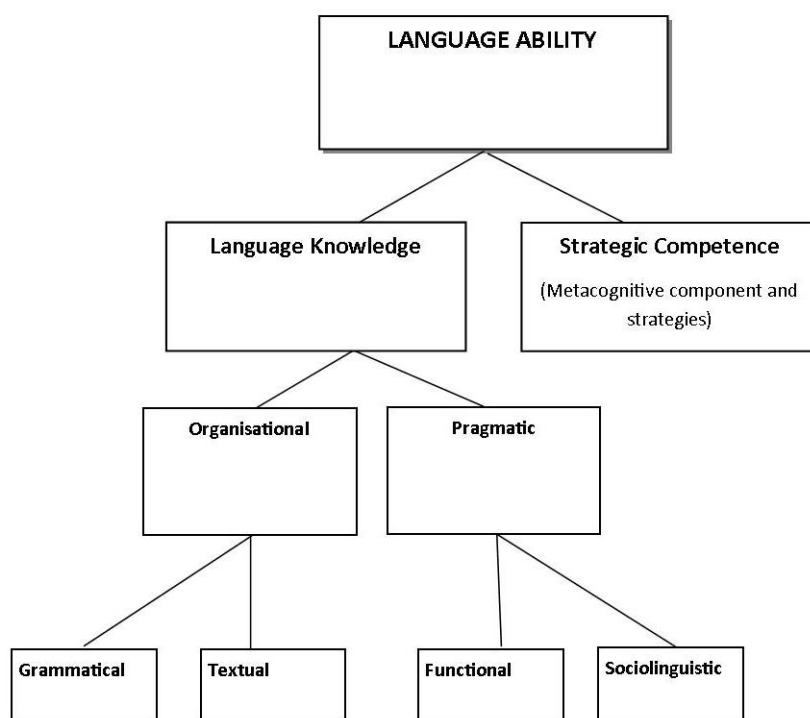 LANGUAGE ABILITY
Language Knowledge
Strategic Competence
(Metacognitive component and
strategies)
Organisational
Pragmatic
Grammatical
Textual
Functional
Sociolinguistic